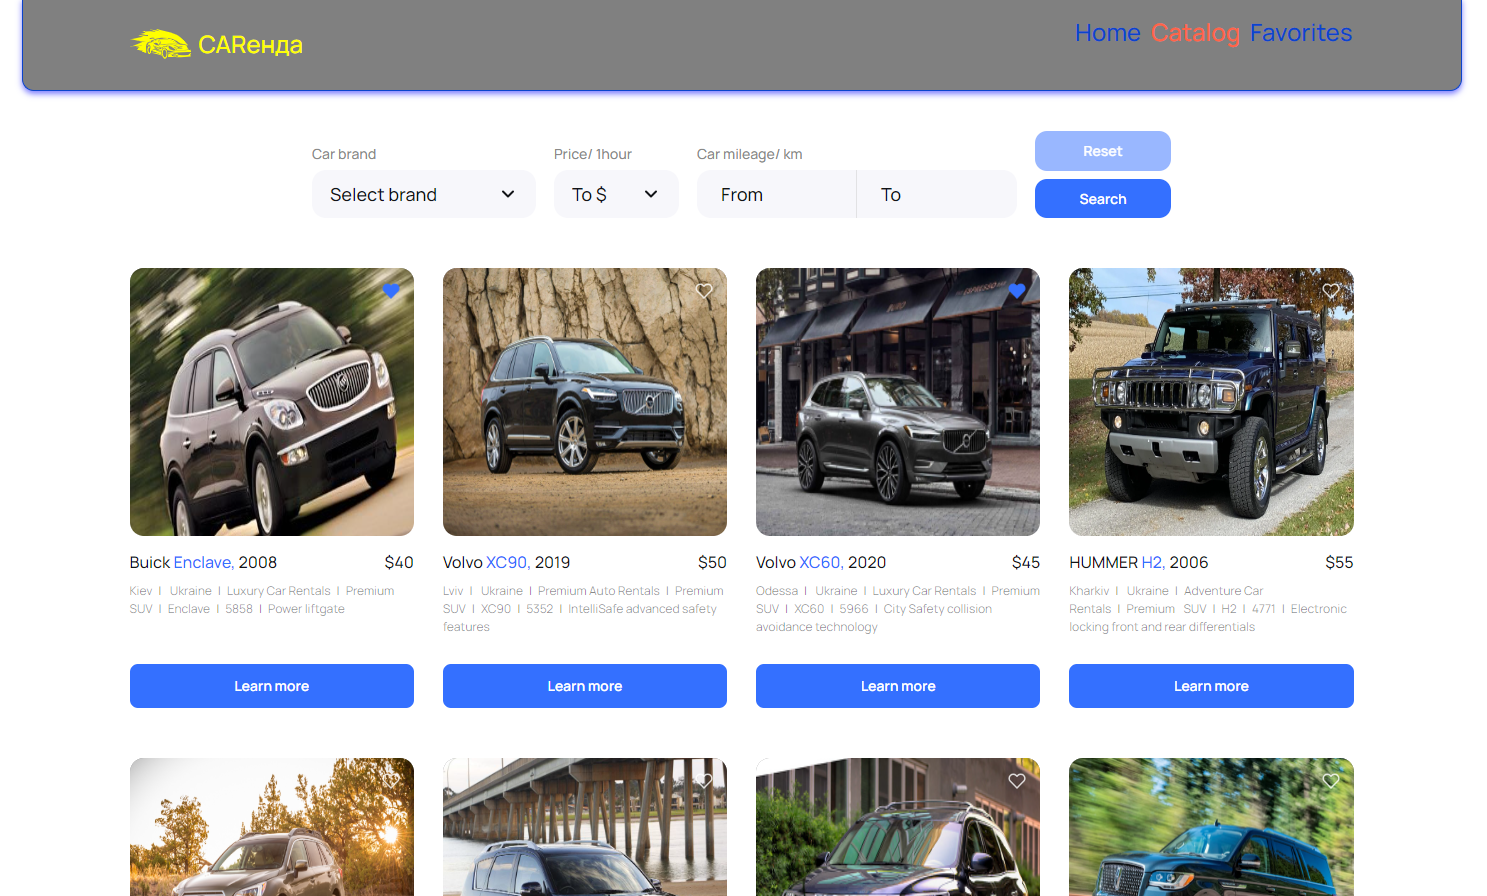 CARенда
Home Catalog Favorites
Car brand
Price/ 1hour
Car mileage/ km
Reset
Select brand
To $
From
To
Search
Buick Enclave, 2008 $40
Kiev | Ukraine | Luxury Car Rentals | Premium
SUV | Enclave | 5858 | Power liftgate
Learn more
Volvo XC90, 2019 $50
Lviv | Ukraine | Premium Auto Rentals | Premium
SUV | XC90 | 5352 | IntelliSafe advanced safety
features
Learn more
Volvo XC60, 2020 $45
Odessa | Ukraine | Luxury Car Rentals | Premium
SUV | XC60 | 5966 | City Safety collision
avoidance technology
Learn more
HUMMER H2, 2006 $55
Kharkiv | Ukraine | Adventure Car
Rentals | Premium SUV | H2 | 4771 | Electronic
locking front and rear differentials
Learn more